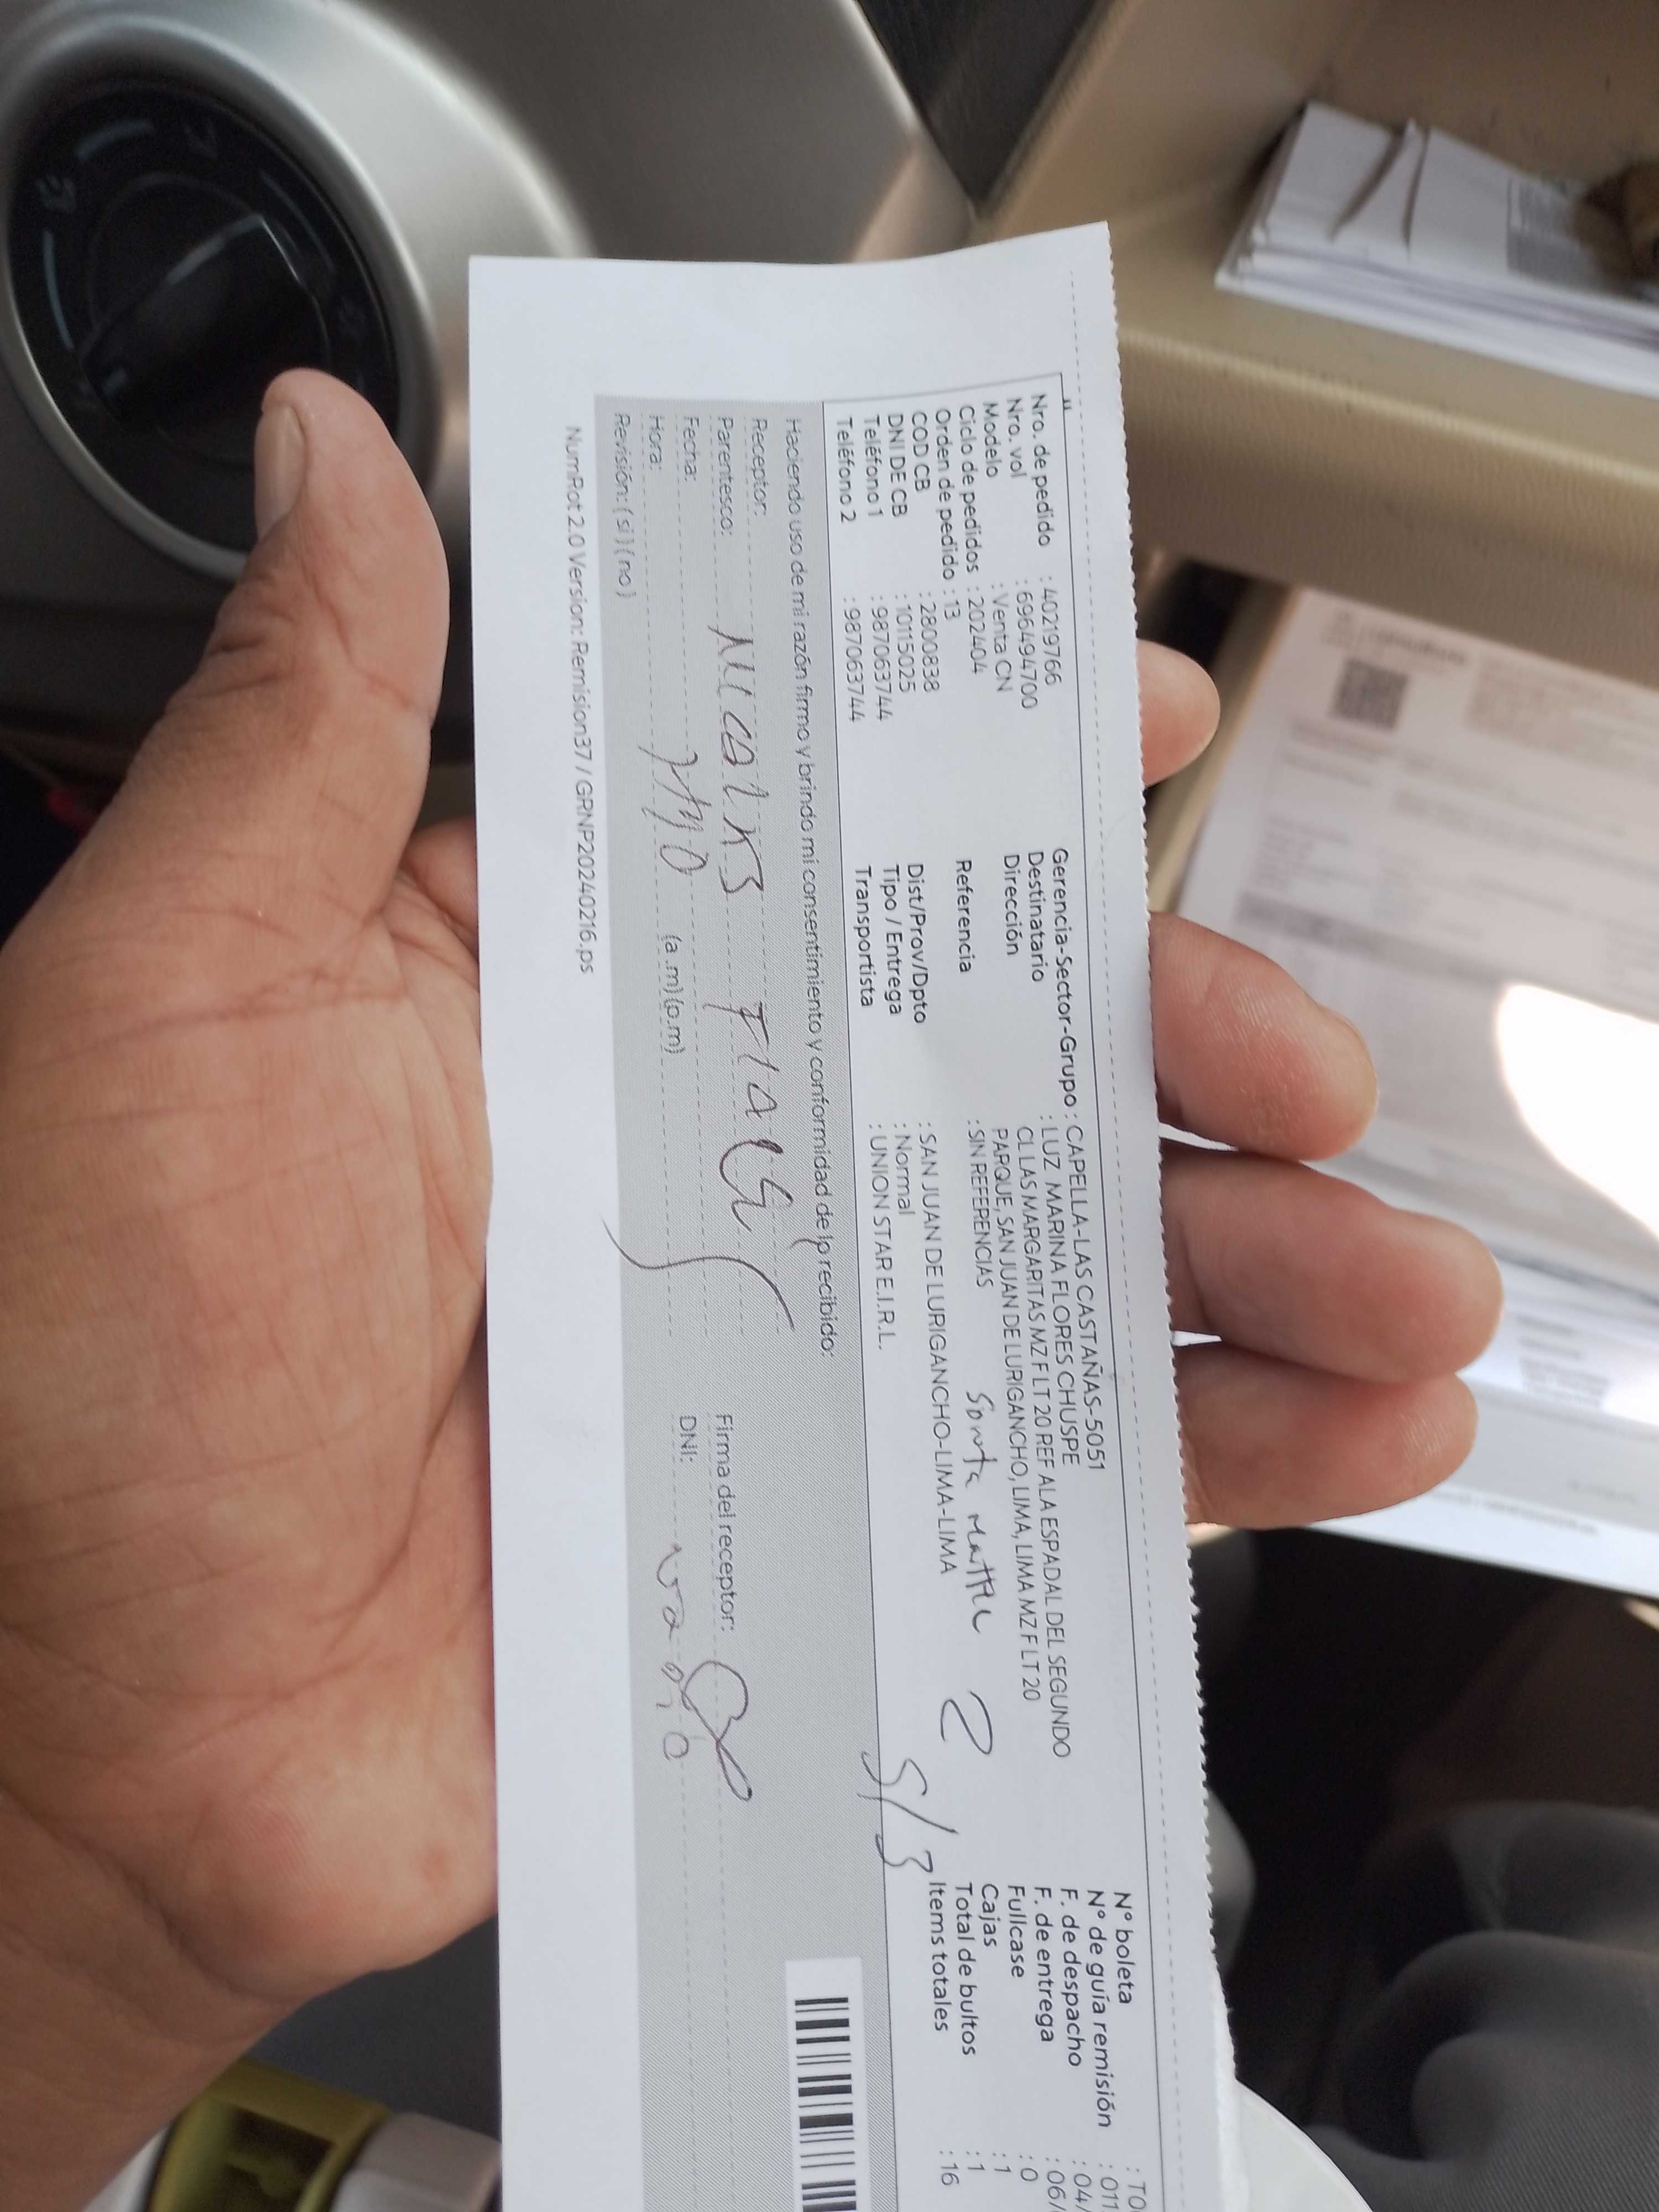 Nro. de pedido : 40219766
Nro. vol : 696494700
Modelo : Venta CN
Ciclo de pedidos : 202404
Orden de pedido : 13
COD CB : 2800838
DNI DE CB : 10115025
Teléfono 1 : 987063744
Teléfono 2 : 987063744
Gerencia-Sector-Grupo : CAPELLA-LAS CASTAÑAS-5051
Destinatario : LUZ MARINA FLORES CHUSPE
Dirección CL LAS MARGARITAS MZ F LT 20 REF ALA ESPADAL DEL SEGUNDO
PARQUE, SAN JUAN DE LURIGANCHO, LIMA, LIMA MZ F LT 20
Referencia : SIN REFERENCIAS
Dist/Prov/Dpto : SAN JUAN DE LURIGANCHO-LIMA-LIMA
Tipo / Entrega : Normal
Transportista : UNION STAR E.I.R.L.
5/3
N° boleta : TO
N° de guía remisión : 011
F. de despacho : 04/
F. de entrega : 06/
Fullcase : 0
Cajas : 1
Total de bultos : 1
Items totales : 16
Haciendo uso de mi razón firmo y brindo mi consentimiento y conformidad de lo recibido:
Receptor:
Parentesco:
Fecha:
Hora: (a.m) (p.m)
Revisión: ( si ) ( no )
Firma del receptor:
DNI:
NumRot 2.0 Version: Remision37 / GRNP20240216.ps